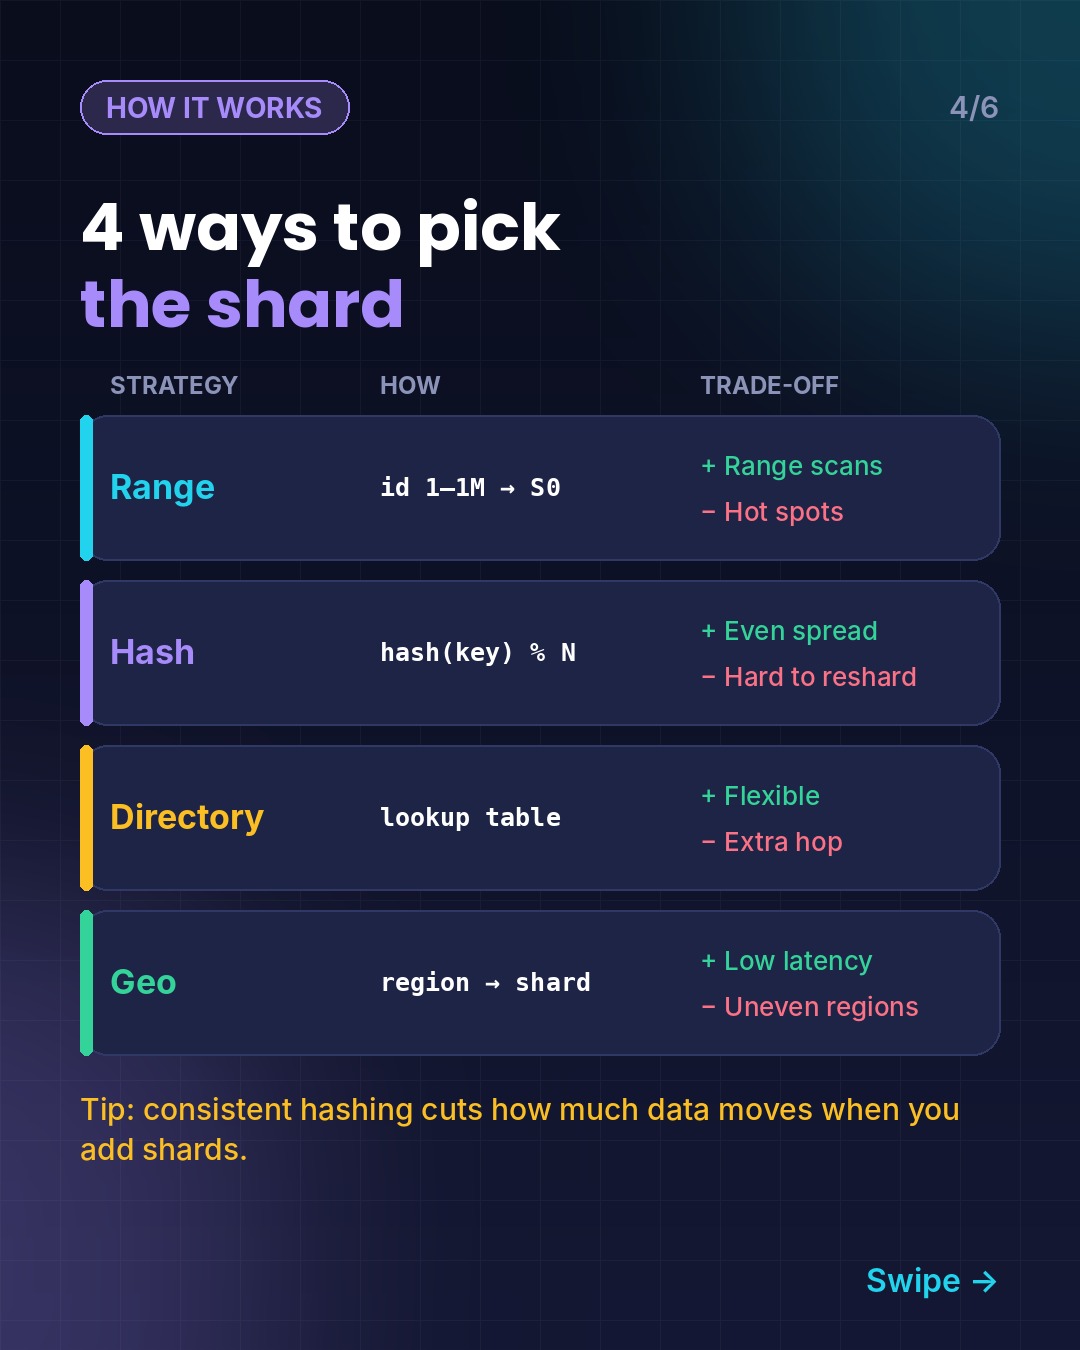 HOW IT WORKS
4/6
4 ways to pick
the shard
STRATEGY HOW TRADE-OFF
Range id 1–1M → S0 + Range scans
− Hot spots
Hash hash(key) % N + Even spread
− Hard to reshard
Directory lookup table + Flexible
− Extra hop
Geo region → shard + Low latency
− Uneven regions
Tip: consistent hashing cuts how much data moves when you
add shards.
Swipe →